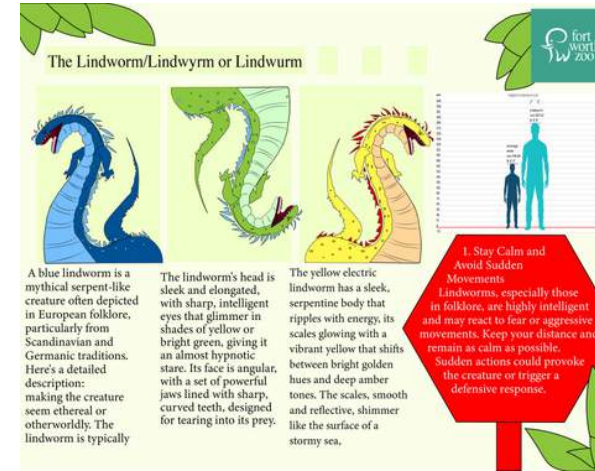 The Lindworm/Lindwyrm or Lindwurm
fort
worth
zoo
A blue lindworm is a
mythical serpent-like
creature often depicted
in European folklore,
particularly from
Scandinavian and
Germanic traditions.
Here's a detailed
description:
making the creature
seem ethereal or
otherworldly. The
lindworm is typically
The lindworm's head is
sleek and elongated,
with sharp, intelligent
eyes that glimmer in
shades of yellow or
bright green, giving it
an almost hypnotic
stare. Its face is angular,
with a set of powerful
jaws lined with sharp,
curved teeth, designed
for tearing into its prey.
The yellow electric
lindworm has a sleek,
serpentine body that
ripples with energy, its
scales glowing with a
vibrant yellow that shifts
between bright golden
hues and deep amber
tones. The scales, smooth
and reflective, shimmer
like the surface of a
stormy sea,
1. Stay Calm and
Avoid Sudden
Movements
Lindworms, especially those
in folklore, are highly intelligent
and may react to fear or aggressive
movements. Keep your distance and
remain as calm as possible.
Sudden actions could provoke
the creature or trigger a
defensive response.